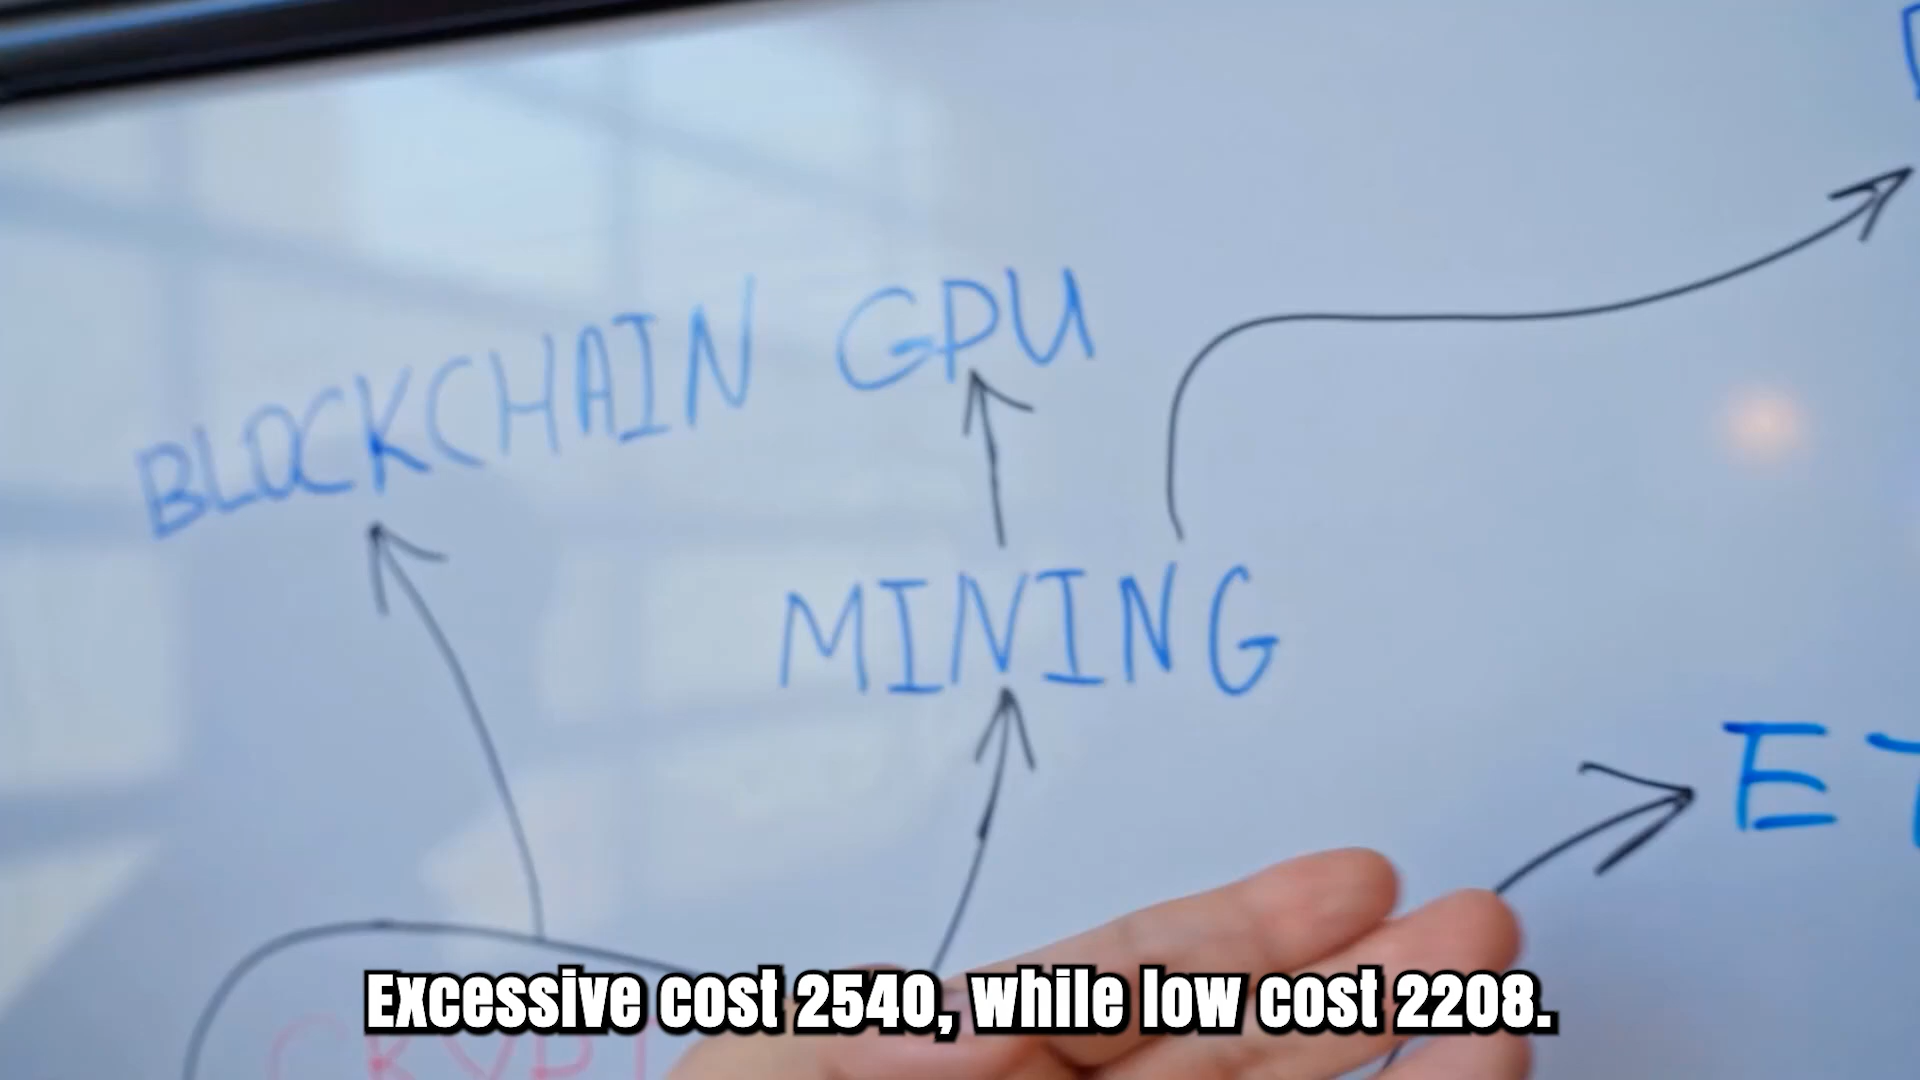 BLOCKCHAIN GPU
MINING
Excessive cost 2540, while low cost 2208.